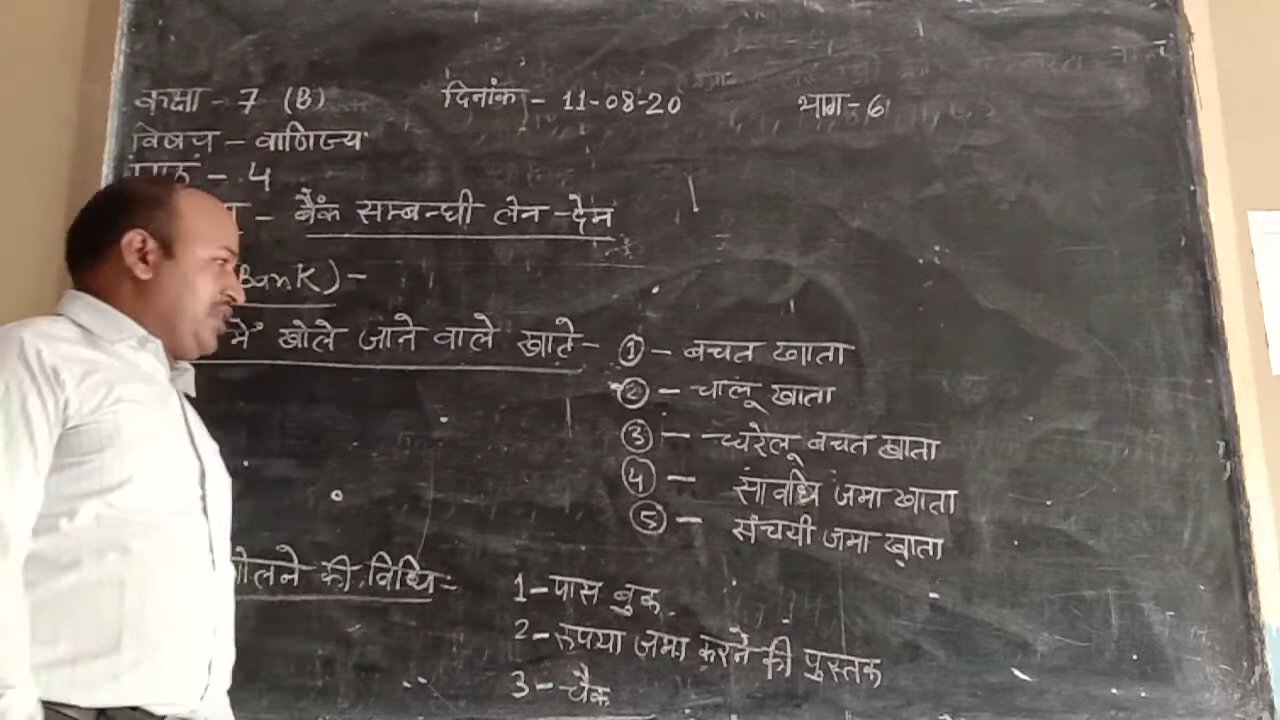 कक्षा - 7 (B) दिनांक - 11-08-20 भाग - 6
विषय - वाणिज्य
पाठ - 4
- बैंक सम्बन्धी लेन-देन
Bank) -
में खोले जाने वाले खाते - ① - बचत खाता
② - चालू खाता
③ - घरेलू बचत खाता
④ - सावधि जमा खाता
⑤ - संचयी जमा खाता
की विधि - 1 - पास बुक
2 - रुपया जमा करने की पुस्तक
3 - चैक